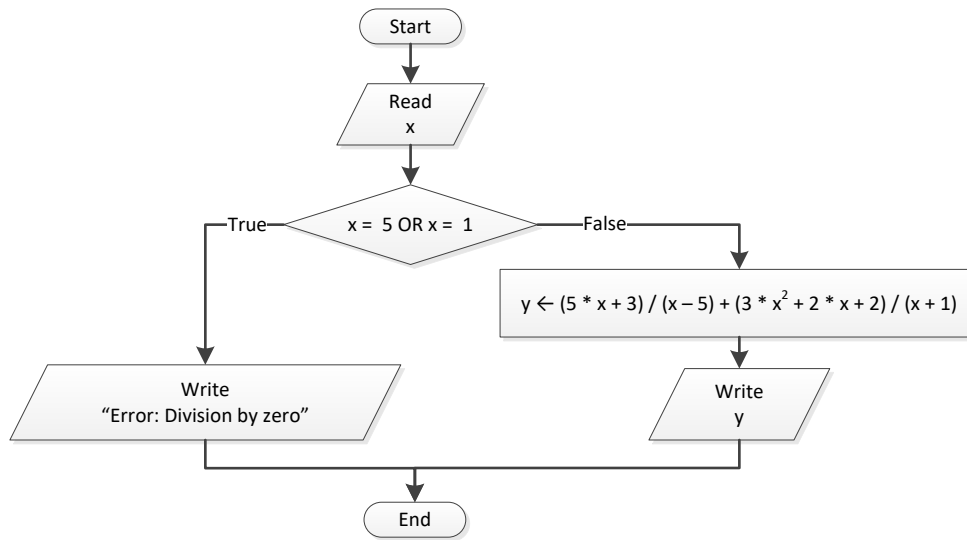 Start
Read
x
x = 5 OR x = 1
True
False
y ← (5 * x + 3) / (x – 5) + (3 * x² + 2 * x + 2) / (x + 1)
Write
“Error: Division by zero”
Write
y
End